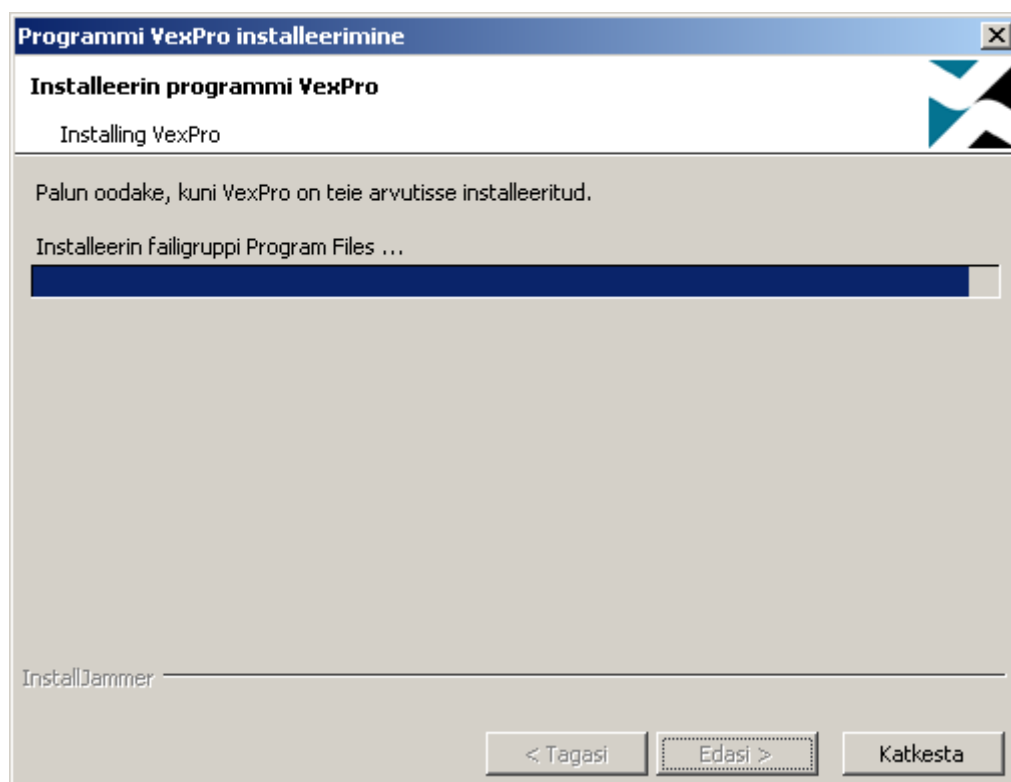 Programmi VexPro installeerimine
Installeerin programmi VexPro
Installing VexPro
Palun oodake, kuni VexPro on teie arvutisse installeeritud.
Installeerin failigruppi Program Files ...
InstallJammer
< Tagasi
Edasi >
Katkesta